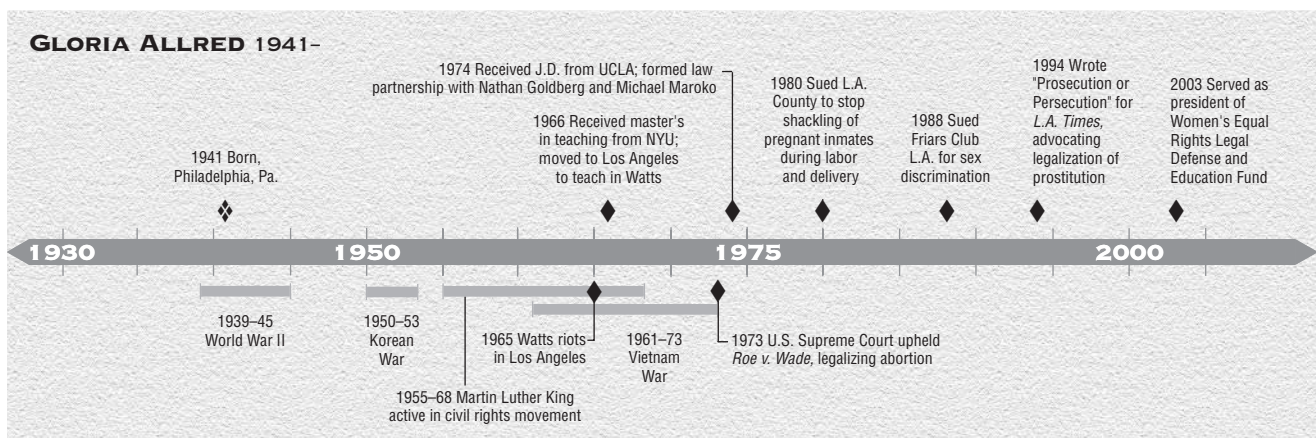 GLORIA ALLRED 1941–
1974 Received J.D. from UCLA; formed law
partnership with Nathan Goldberg and Michael Maroko
1941 Born,
Philadelphia, Pa.
1966 Received master's
in teaching from NYU;
moved to Los Angeles
to teach in Watts
1980 Sued L.A.
County to stop
shackling of
pregnant inmates
during labor
and delivery
1988 Sued
Friars Club
L.A. for sex
discrimination
1994 Wrote
"Prosecution or
Persecution" for
L.A. Times,
advocating
legalization of
prostitution
2003 Served as
president of
Women's Equal
Rights Legal
Defense and
Education Fund
1930
1950
1975
2000
1939–45
World War II
1950–53
Korean
War
1955–68 Martin Luther King
active in civil rights movement
1965 Watts riots
in Los Angeles
1961–73
Vietnam
War
1973 U.S. Supreme Court upheld
Roe v. Wade, legalizing abortion